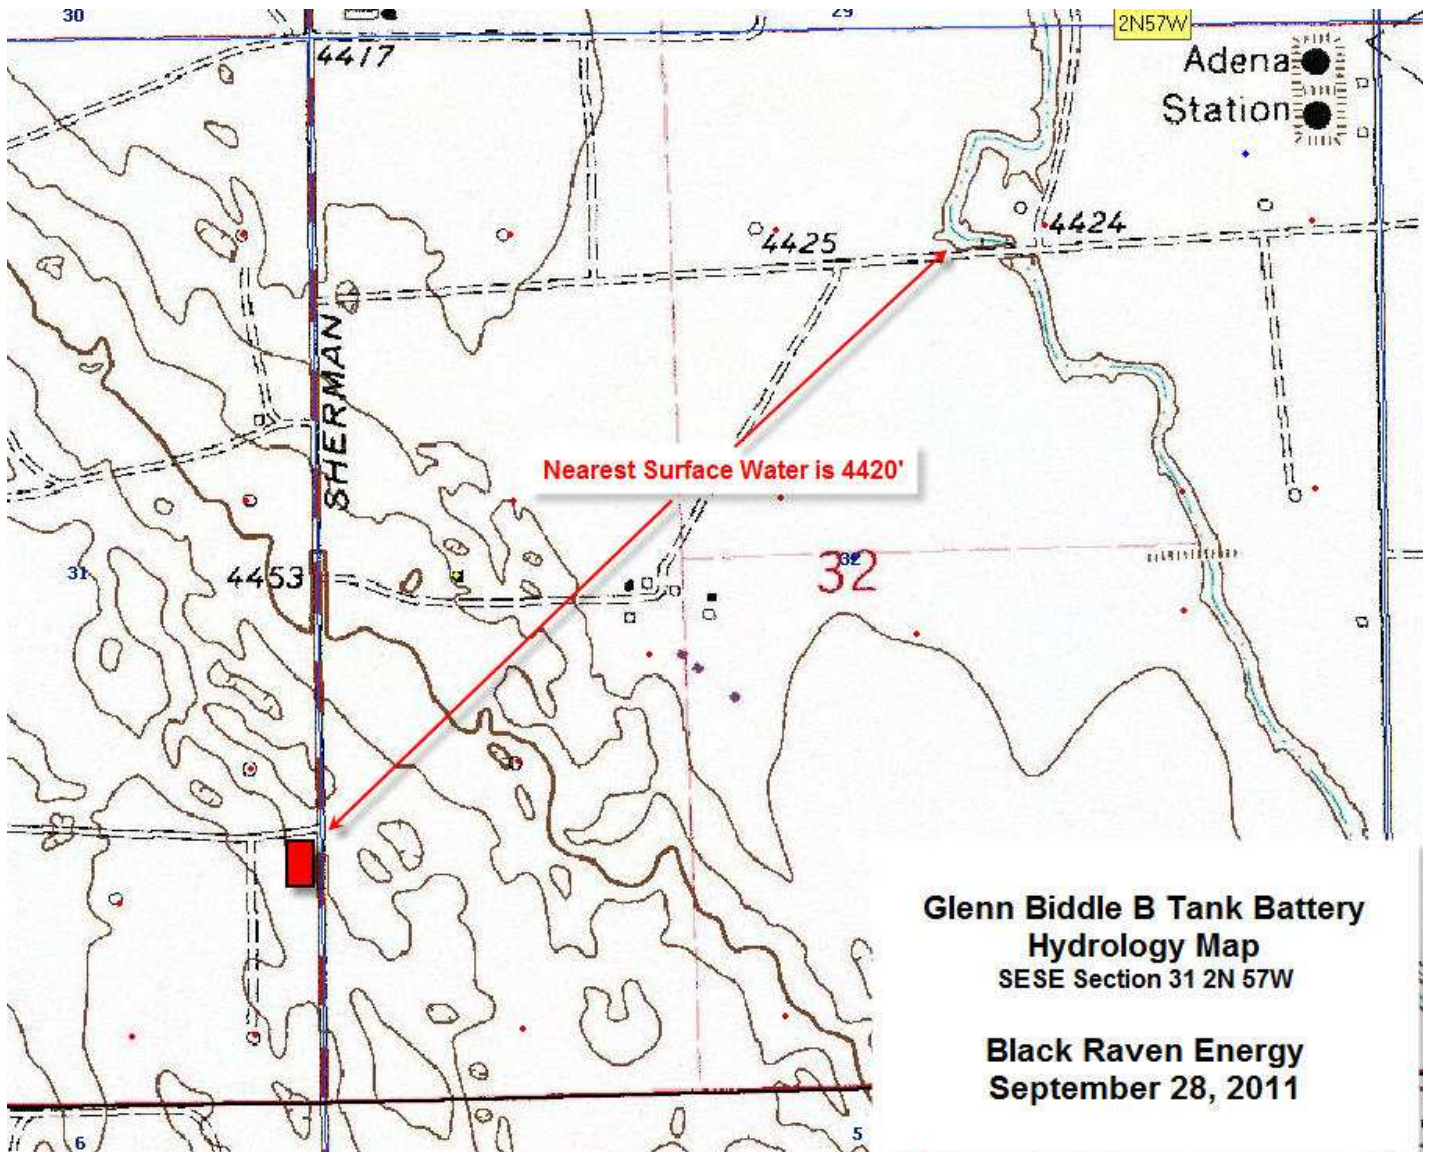 30
29
2N57W
4417
Adena
Station
4425
4424
SHERMAN
Nearest Surface Water is 4420'
31
4453
32
32
Glenn Biddle B Tank Battery
Hydrology Map
SESE Section 31 2N 57W
Black Raven Energy
September 28, 2011
6
5